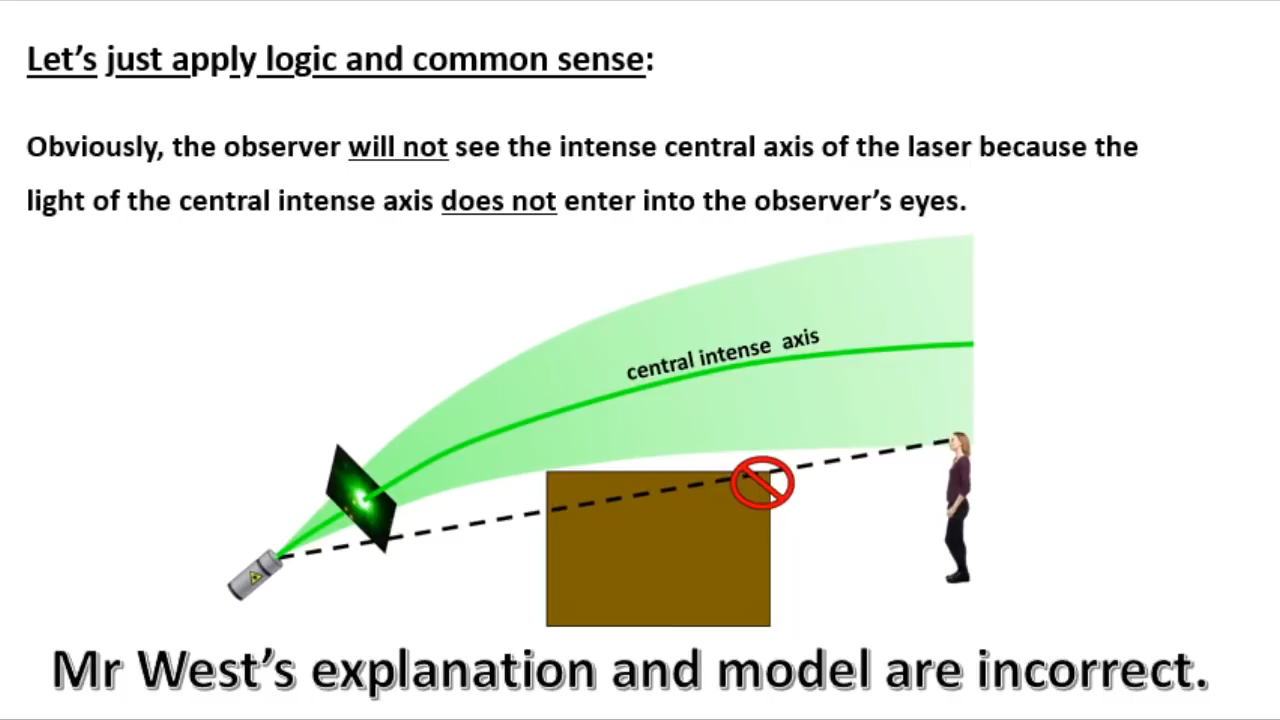 Let's just apply logic and common sense:
Obviously, the observer will not see the intense central axis of the laser because the
light of the central intense axis does not enter into the observer's eyes.
central intense axis
Mr West's explanation and model are incorrect.